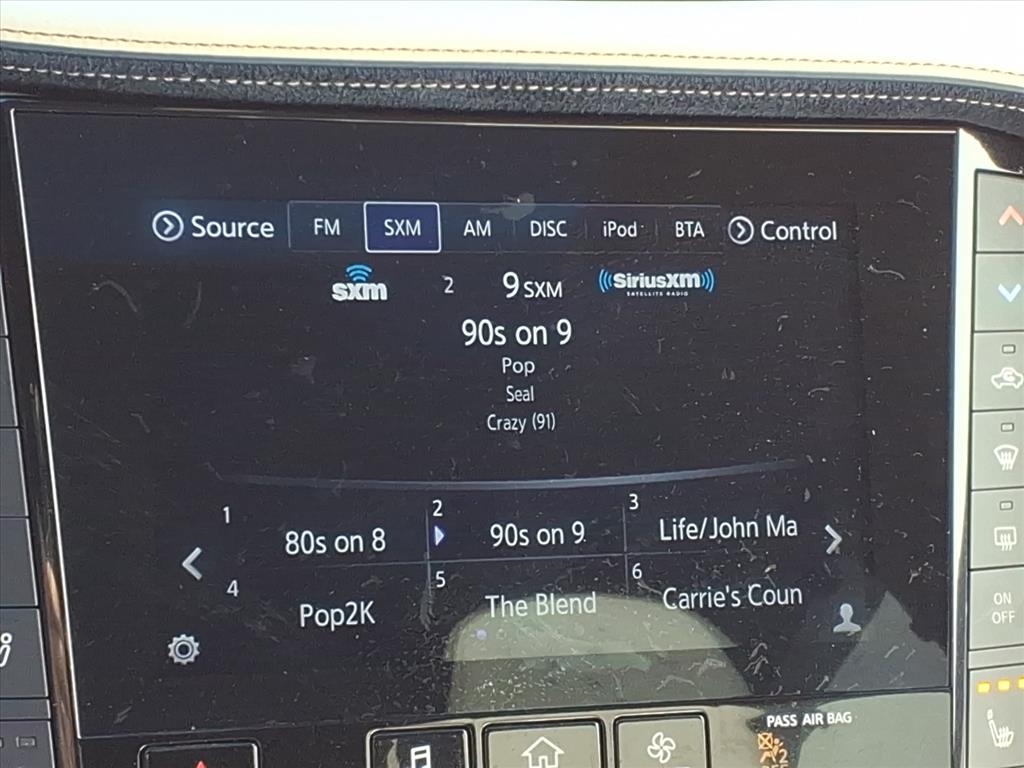 Source FM SXM AM DISC iPod BTA Control
sxm 2 9 SXM ((SiriusXM))
SATELLITE RADIO
90s on 9
Pop
Seal
Crazy (91)
1 80s on 8
2 90s on 9
3 Life/John Ma
4 Pop2K
5 The Blend
6 Carrie's Coun
ON
OFF
PASS AIR BAG
2
OFF